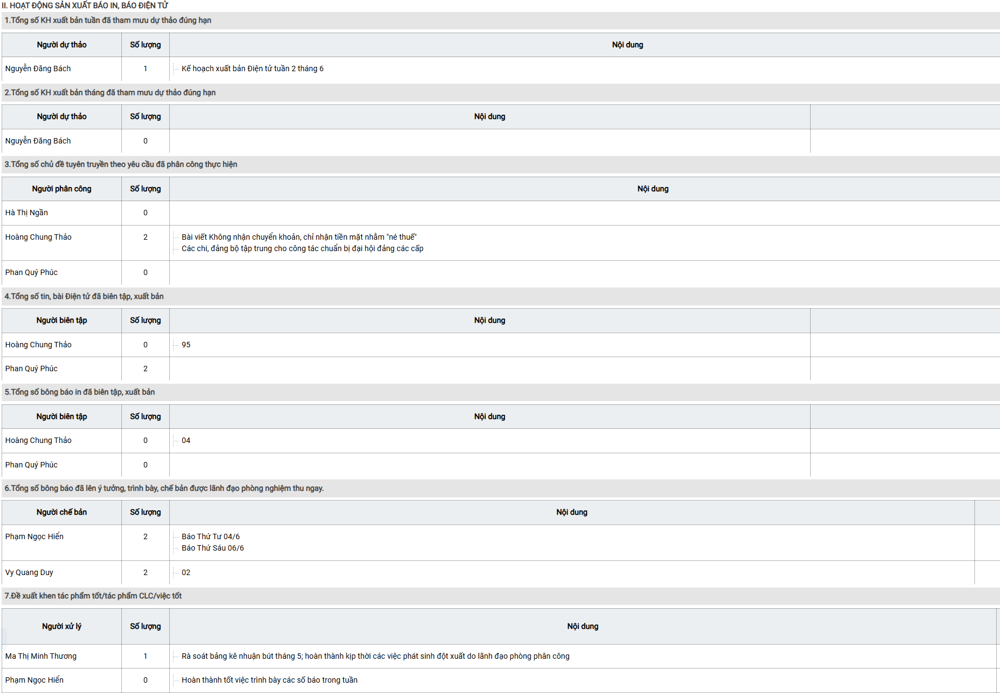 II. HOẠT ĐỘNG SẢN XUẤT BÁO IN, BÁO ĐIỆN TỬ
1.Tổng số KH xuất bản tuần đã tham mưu dự thảo đúng hạn
Người dự thảo Số lượng Nội dung
Nguyễn Đăng Bách 1 Kế hoạch xuất bản Điện tử tuần 2 tháng 6
2.Tổng số KH xuất bản tháng đã tham mưu dự thảo đúng hạn
Người dự thảo Số lượng Nội dung
Nguyễn Đăng Bách 0
3.Tổng số chủ đề tuyên truyền theo yêu cầu đã phân công thực hiện
Người phân công Số lượng Nội dung
Hà Thị Ngần 0
Hoàng Chung Thảo 2 Bài viết Không nhận chuyển khoản, chỉ nhận tiền mặt nhằm "né thuế"
Các chi, đảng bộ tập trung cho công tác chuẩn bị đại hội đảng các cấp
Phan Quý Phúc 0
4.Tổng số tin, bài Điện tử đã biên tập, xuất bản
Người biên tập Số lượng Nội dung
Hoàng Chung Thảo 0 95
Phan Quý Phúc 2
5.Tổng số bông báo in đã biên tập, xuất bản
Người biên tập Số lượng Nội dung
Hoàng Chung Thảo 0 04
Phan Quý Phúc 0
6.Tổng số bông báo đã lên ý tưởng, trình bày, chế bản được lãnh đạo phòng nghiệm thu ngay.
Người chế bản Số lượng Nội dung
Phạm Ngọc Hiển 2 Báo Thứ Tư 04/6
Báo Thứ Sáu 06/6
Vy Quang Duy 2 02
7.Đề xuất khen tác phẩm tốt/tác phẩm CLC/việc tốt
Người xử lý Số lượng Nội dung
Ma Thị Minh Thương 1 Rà soát bảng kê nhuận bút tháng 5; hoàn thành kịp thời các việc phát sinh đột xuất do lãnh đạo phòng phân công
Phạm Ngọc Hiển 0 Hoàn thành tốt việc trình bày các số báo trong tuần